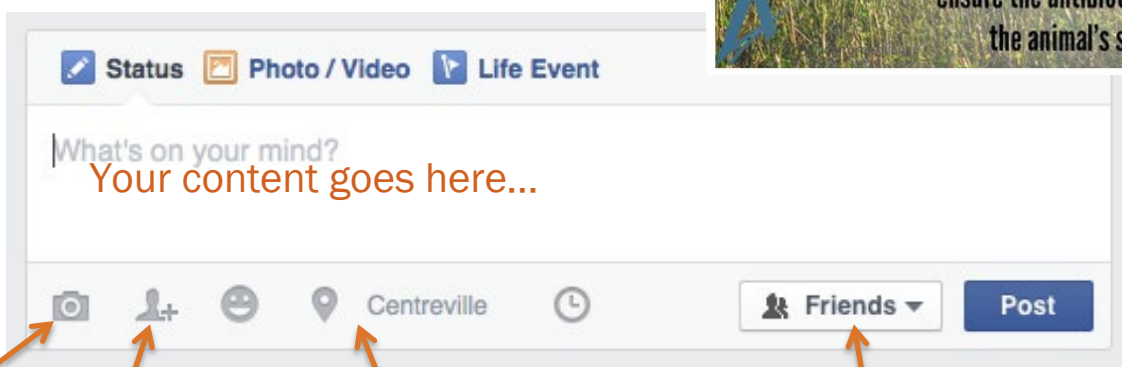 the animal's
Status Photo / Video Life Event
What's on your mind?
Your content goes here...
Centreville Friends Post